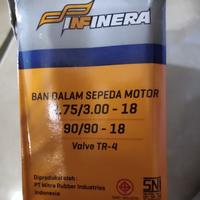 INFINERA
BAN DALAM SEPEDA MOTOR
2.75/3.00 - 18
90/90 - 18
Valve TR-4
Diproduksi oleh :
PT Mitra Rubber Industries
Indonesia
SNI